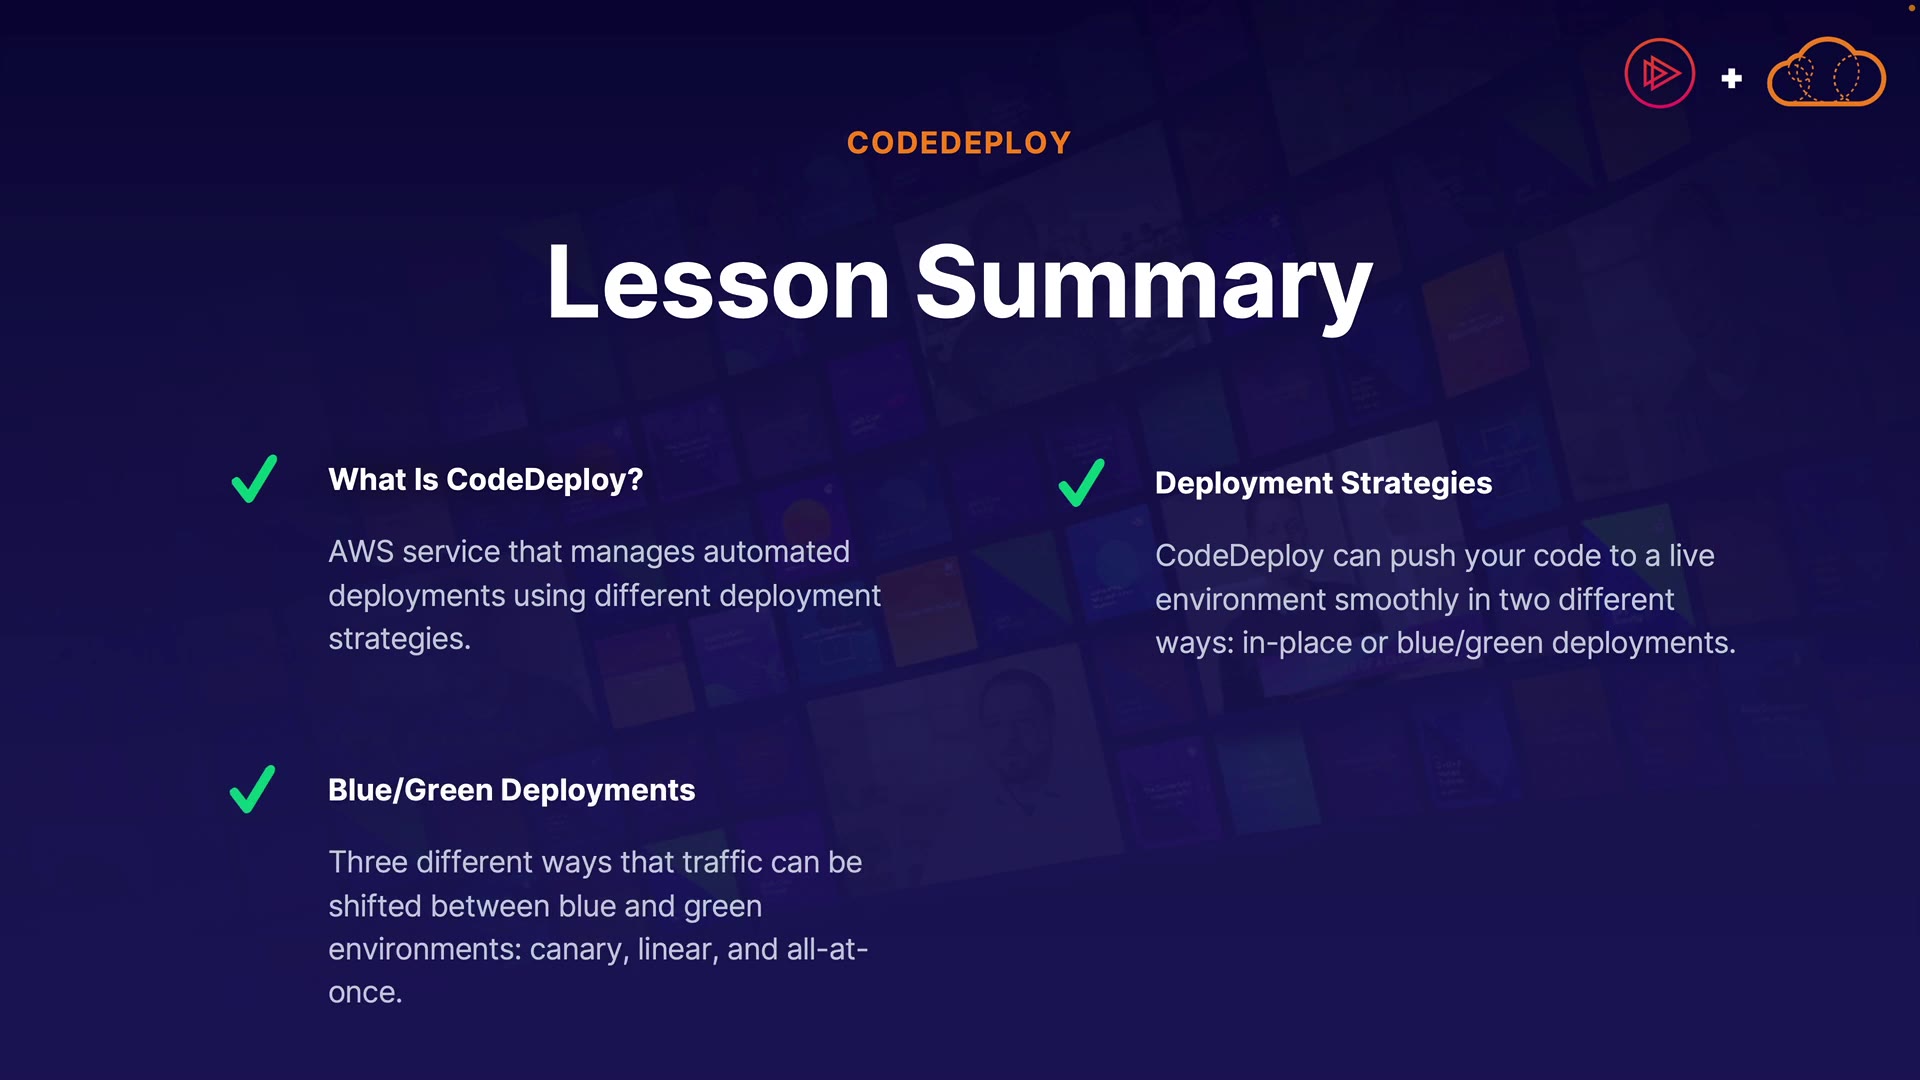 CODEDEPLOY
Lesson Summary
What Is CodeDeploy?
AWS service that manages automated
deployments using different deployment
strategies.
Deployment Strategies
CodeDeploy can push your code to a live
environment smoothly in two different
ways: in-place or blue/green deployments.
Blue/Green Deployments
Three different ways that traffic can be
shifted between blue and green
environments: canary, linear, and all-at-
once.